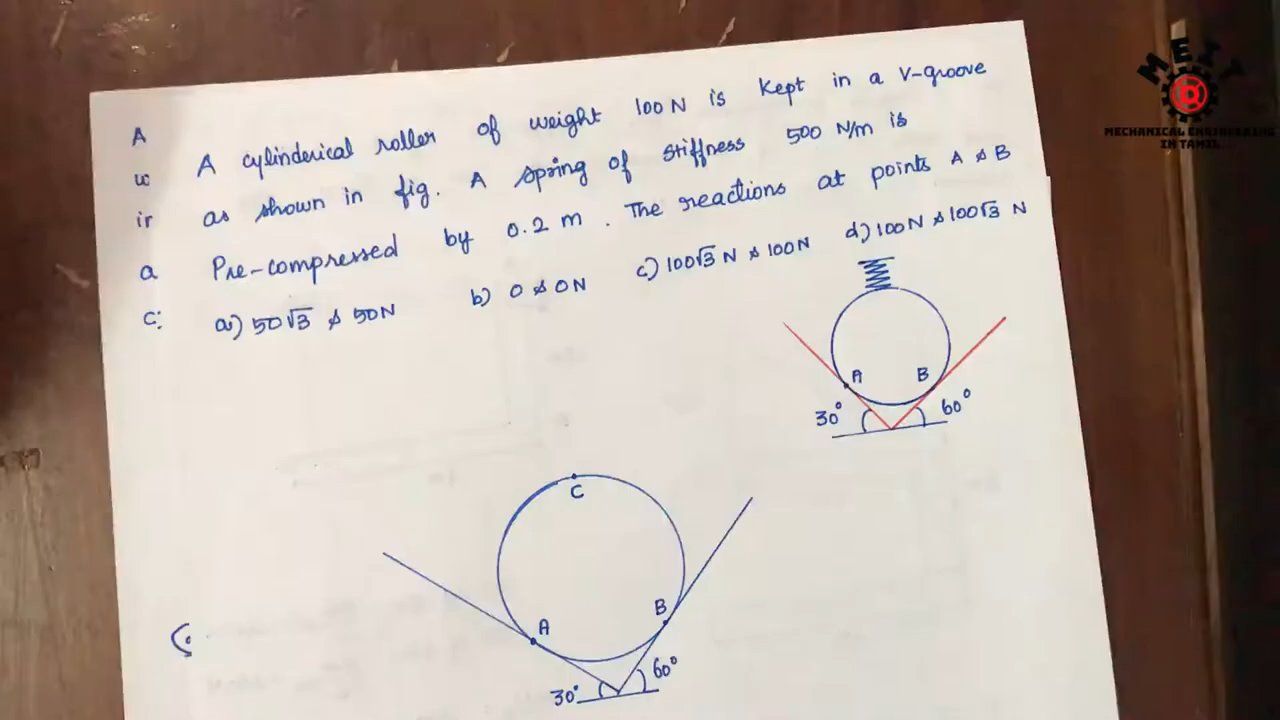 A
w
ir
a
c:
A cylinderical roller of weight 100 N is kept in a V-groove
as shown in fig. A spring of stiffness 500 N/m is
Pre-compressed by 0.2 m. The reactions at points A & B
a) 50√3 & 50N b) 0 & 0N c) 100√3 N & 100N d) 100N & 100√3 N
A B
30° 60°
C
A B
30° 60°
MEIT
MECHANICAL ENGINEERING
IN TAMIL...